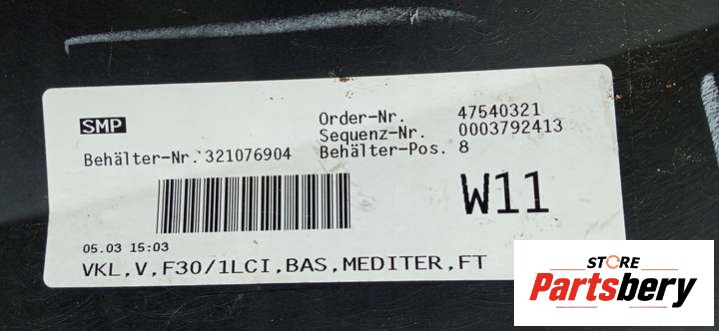 SMP
Order-Nr. 47540321
Sequenz-Nr. 0003792413
Behälter-Nr. 321076904
Behälter-Pos. 8
W11
05.03 15:03
VKL,V,F30/1LCI,BAS,MEDITER,FT
STORE
Partsbery